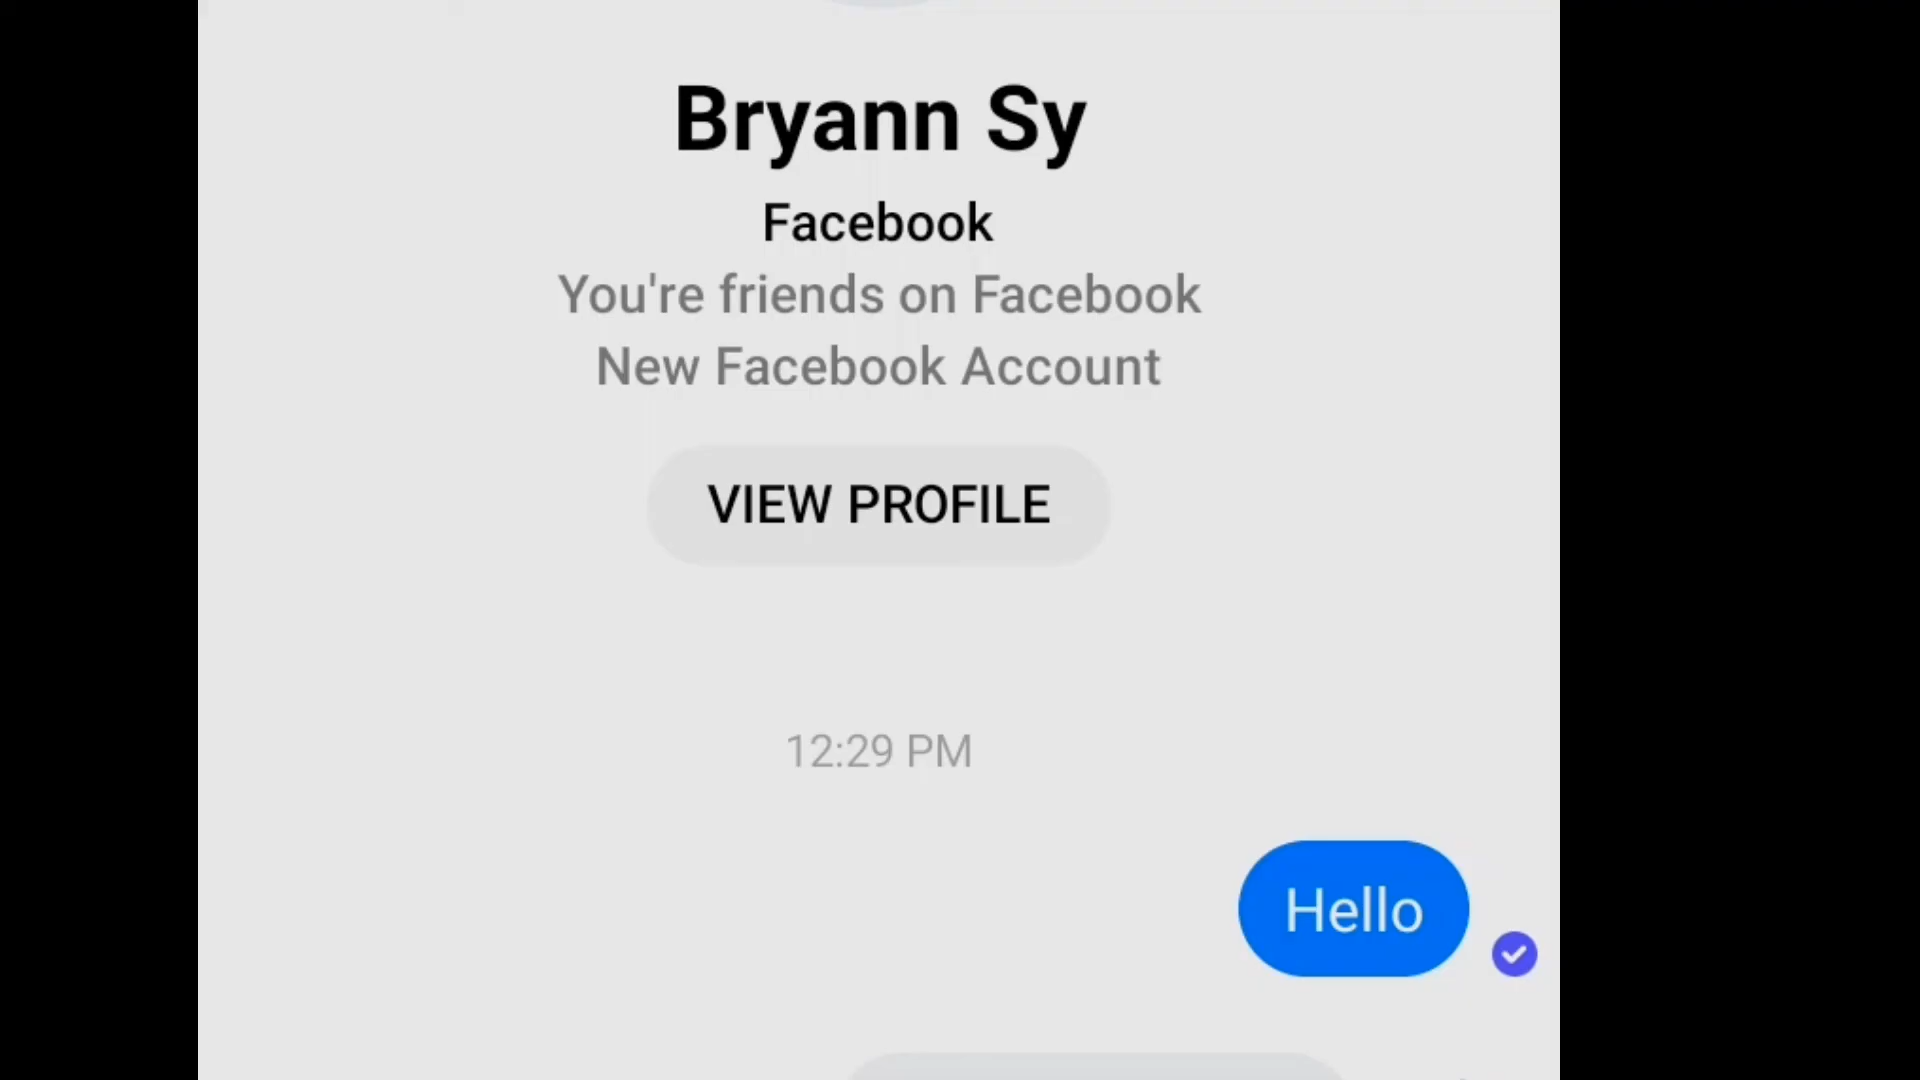 Bryann Sy
Facebook
You're friends on Facebook
New Facebook Account
VIEW PROFILE
12:29 PM
Hello